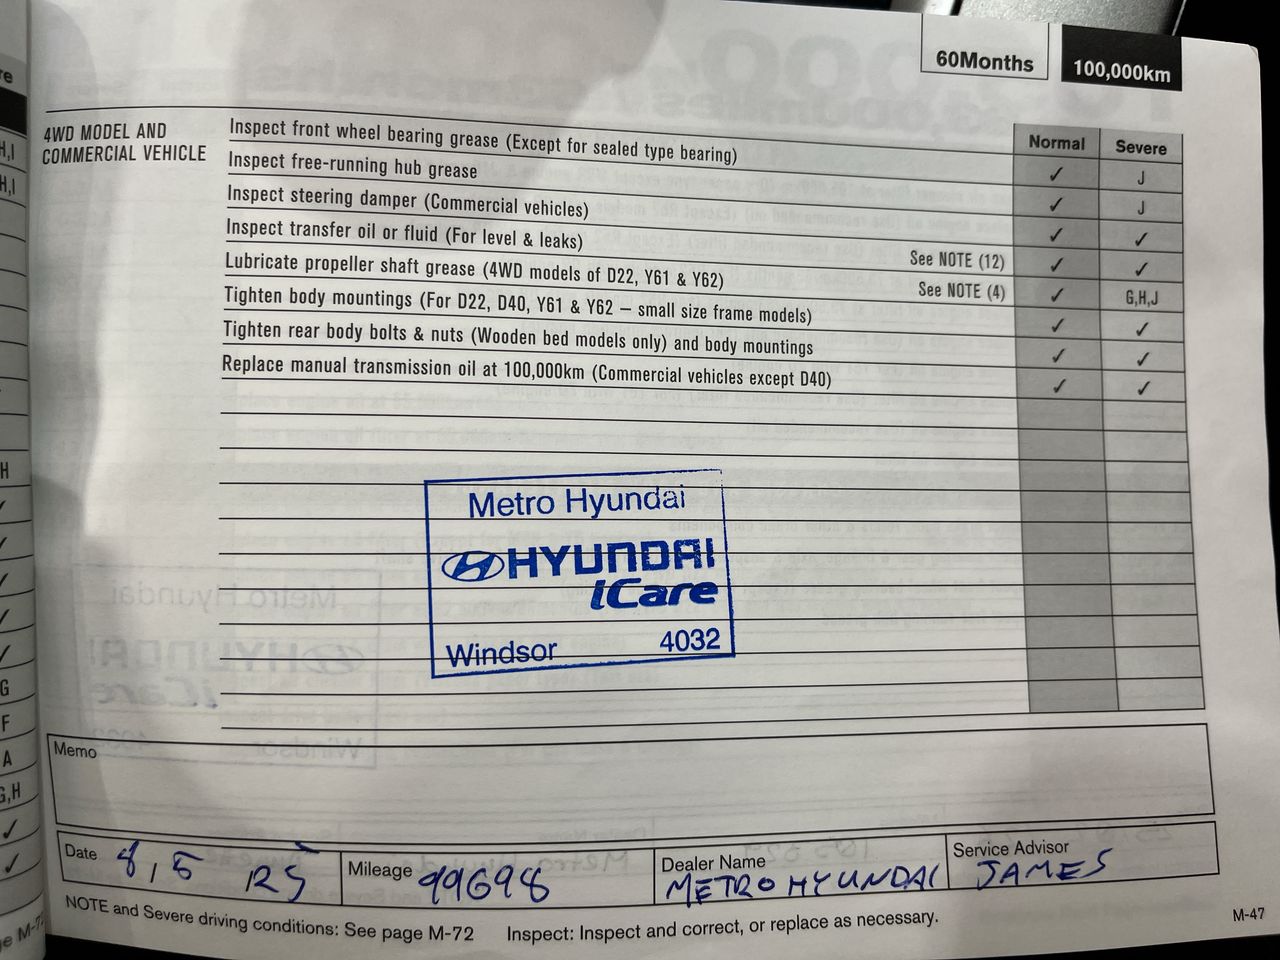 60Months
100,000km
4WD MODEL AND
COMMERCIAL VEHICLE
Normal
Severe
Inspect front wheel bearing grease (Except for sealed type bearing) ✓ J
Inspect free-running hub grease ✓ J
Inspect steering damper (Commercial vehicles) ✓ ✓
Inspect transfer oil or fluid (For level & leaks) See NOTE (12) ✓ ✓
Lubricate propeller shaft grease (4WD models of D22, Y61 & Y62) See NOTE (4) ✓ G,H,J
Tighten body mountings (For D22, D40, Y61 & Y62 – small size frame models) ✓ ✓
Tighten rear body bolts & nuts (Wooden bed models only) and body mountings ✓ ✓
Replace manual transmission oil at 100,000km (Commercial vehicles except D40) ✓ ✓
Metro Hyundai
HYUNDAI
iCare
Windsor 4032
Memo
Date 8, 5
Mileage 99698
Dealer Name METRO HYUNDAI
Service Advisor JAMES
NOTE and Severe driving conditions: See page M-72 Inspect: Inspect and correct, or replace as necessary.
M-47